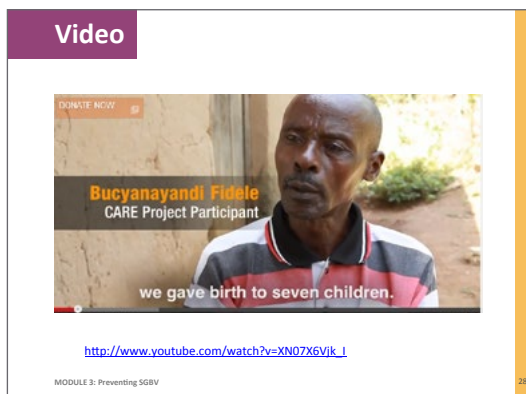 Video
DONATE NOW
Bucyanayandi Fidele
CARE Project Participant
we gave birth to seven children.
http://www.youtube.com/watch?v=XN07X6Vjk_I
MODULE 3: Preventing SGBV
28